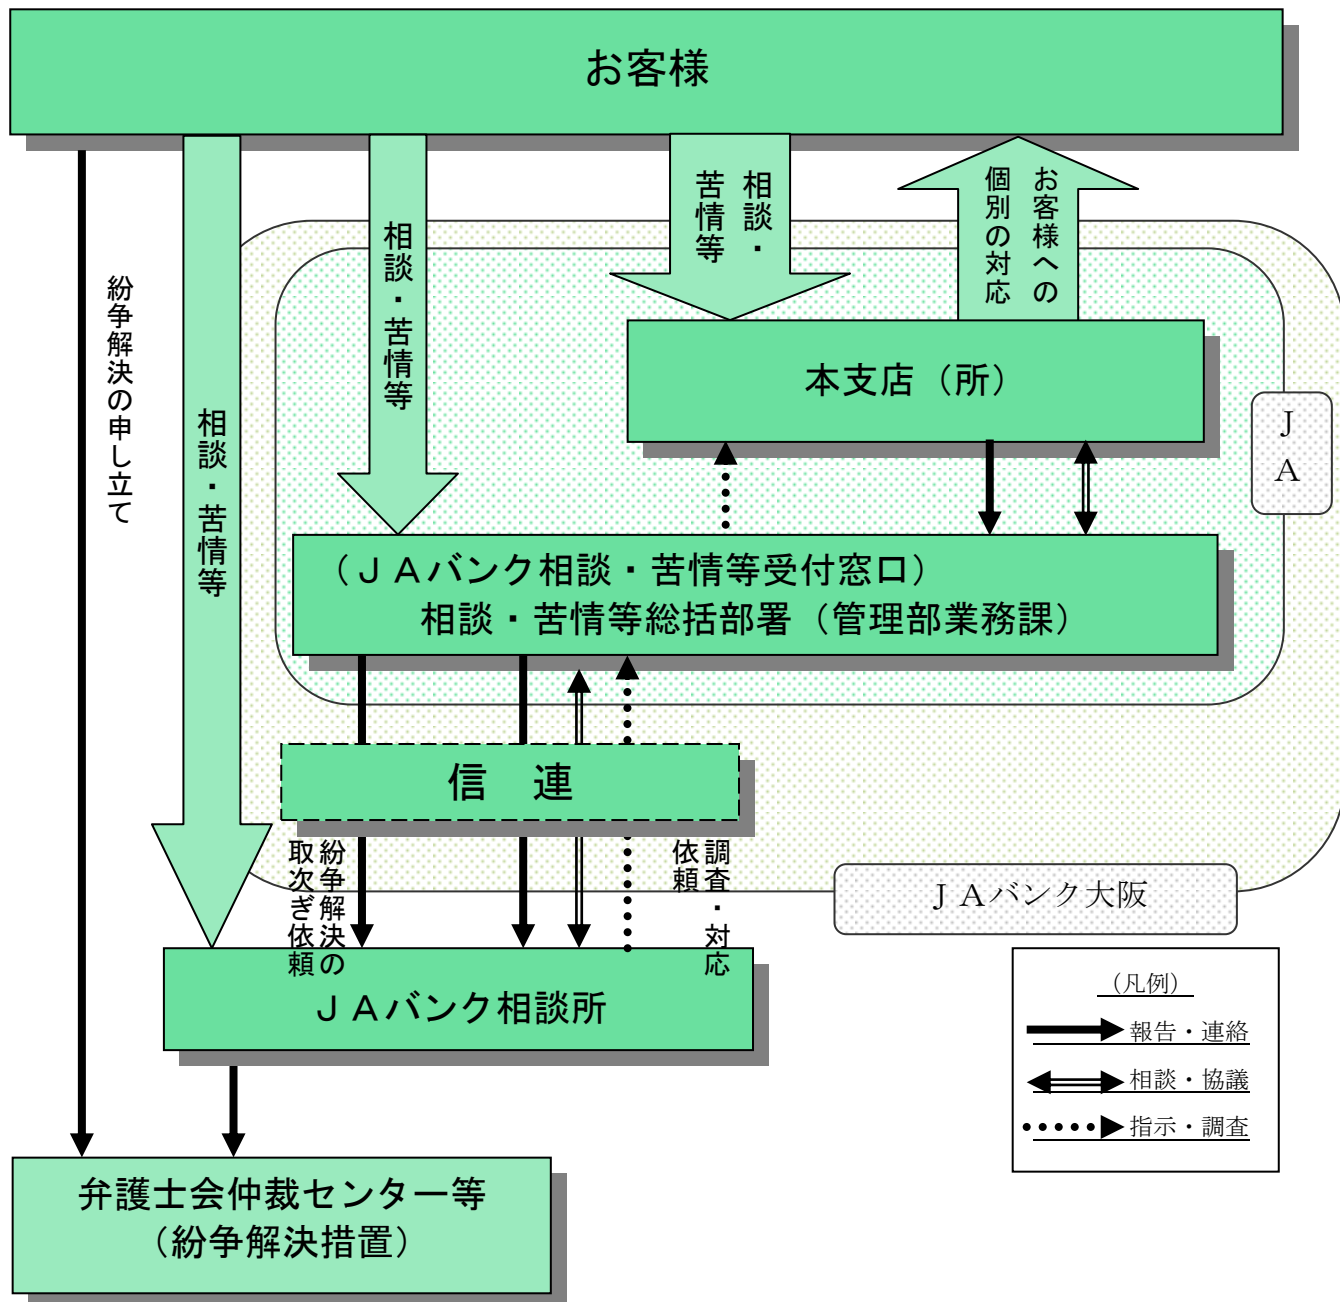 お客様
紛争解決の申し立て
相談・苦情等
相談・苦情等
相談・
苦情等
お客様への
個別の対応
本支店（所）
ＪＡ
（ＪＡバンク相談・苦情等受付窓口）
相談・苦情等総括部署（管理部業務課）
信　連
紛争解決の
取次ぎ依頼
調査・対応
依頼
ＪＡバンク大阪
ＪＡバンク相談所
（凡例）
報告・連絡
相談・協議
指示・調査
弁護士会仲裁センター等
（紛争解決措置）